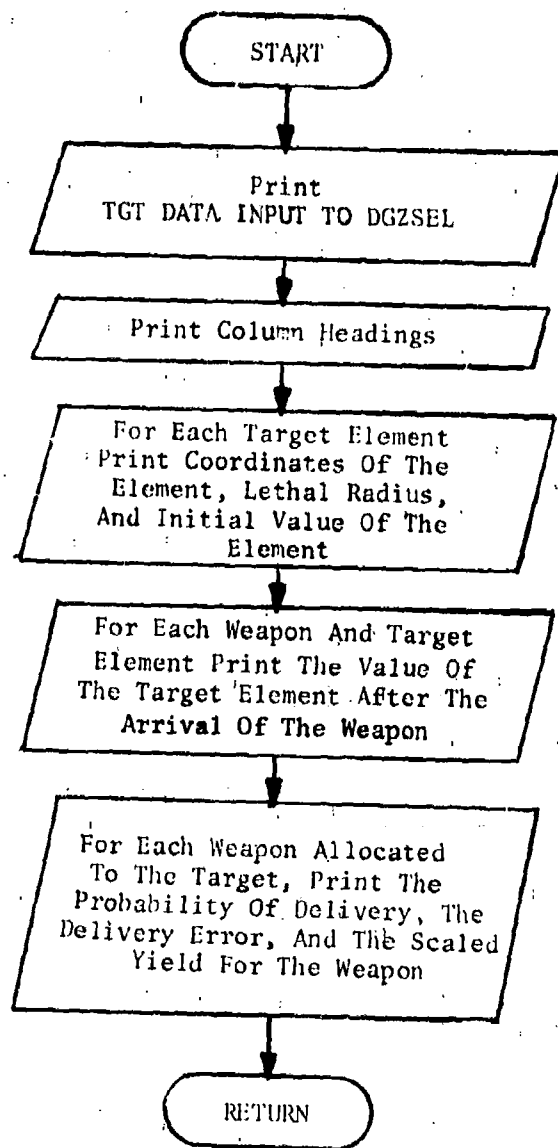 START
Print
TGT DATA INPUT TO DGZSEL
Print Column Headings
For Each Target Element
Print Coordinates Of The
Element, Lethal Radius,
And Initial Value Of The
Element
For Each Weapon And Target
Element Print The Value Of
The Target Element After The
Arrival Of The Weapon
For Each Weapon Allocated
To The Target, Print The
Probability Of Delivery, The
Delivery Error, And The Scaled
Yield For The Weapon
RETURN